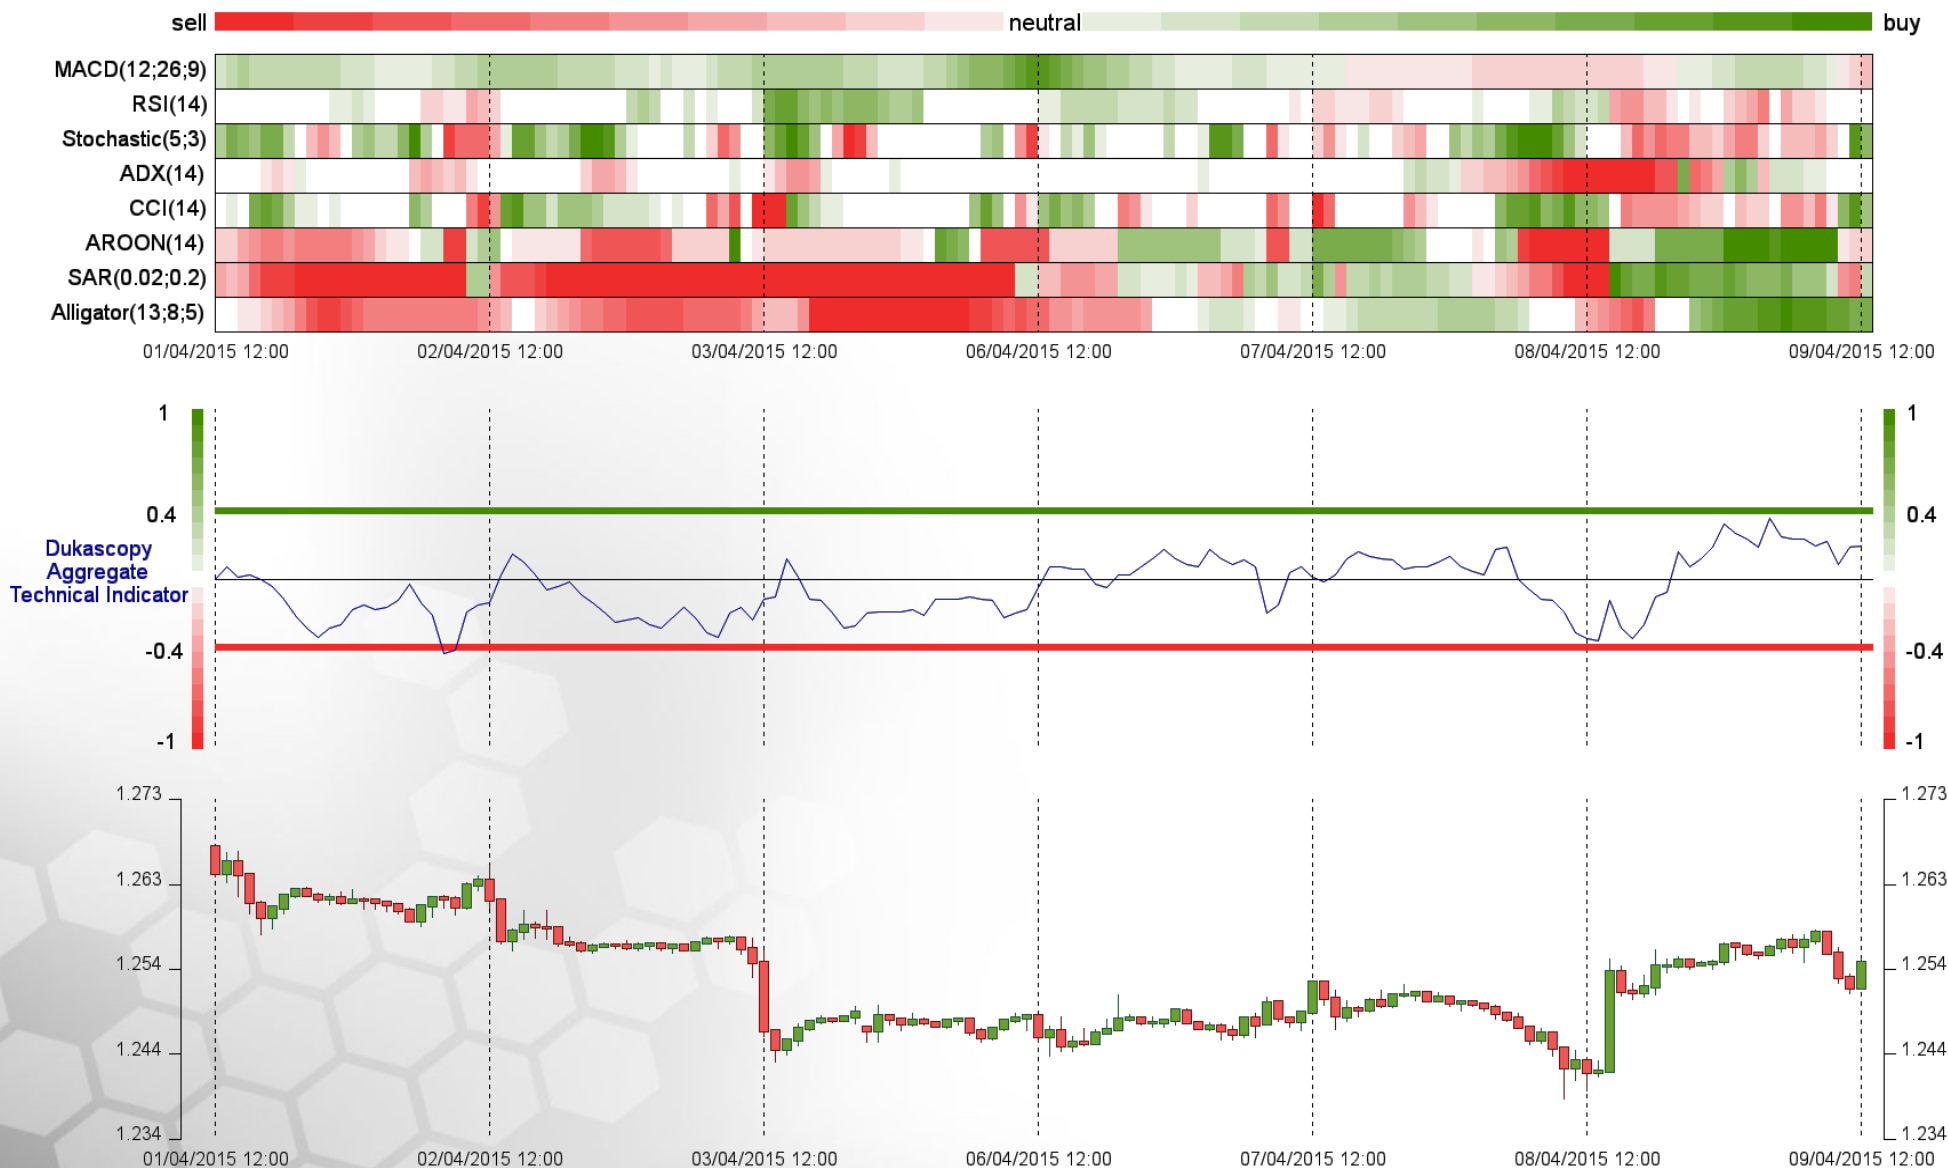 sell neutral buy
MACD(12;26;9)
RSI(14)
Stochastic(5;3)
ADX(14)
CCI(14)
AROON(14)
SAR(0.02;0.2)
Alligator(13;8;5)
01/04/2015 12:00 02/04/2015 12:00 03/04/2015 12:00 06/04/2015 12:00 07/04/2015 12:00 08/04/2015 12:00 09/04/2015 12:00
1 1
0.4 0.4
Dukascopy
Aggregate
Technical Indicator
-0.4 -0.4
-1 -1
1.273 1.273
1.263 1.263
1.254 1.254
1.244 1.244
1.234 1.234
01/04/2015 12:00 02/04/2015 12:00 03/04/2015 12:00 06/04/2015 12:00 07/04/2015 12:00 08/04/2015 12:00 09/04/2015 12:00